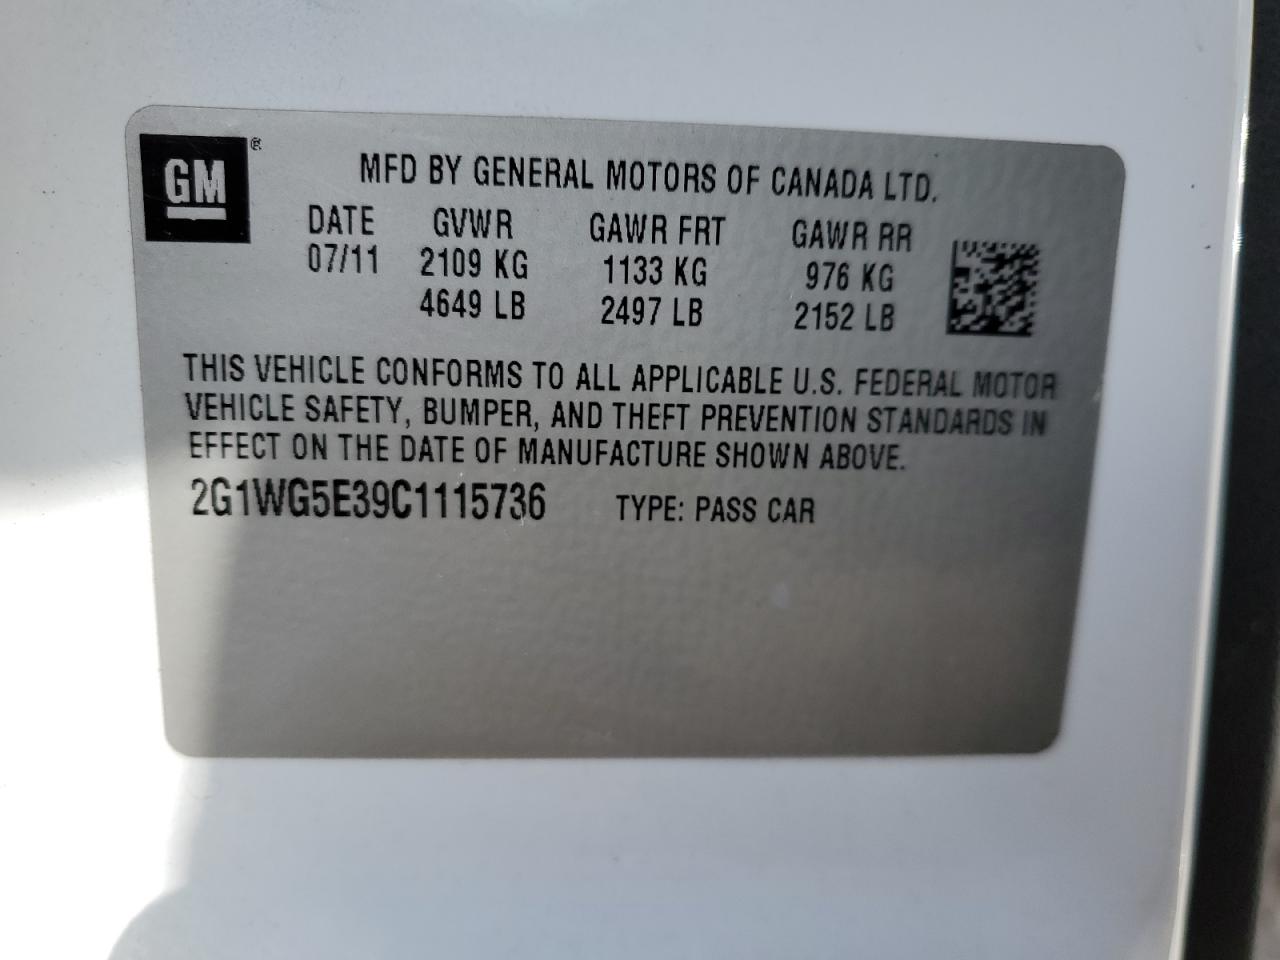 GM ®
MFD BY GENERAL MOTORS OF CANADA LTD.
DATE GVWR GAWR FRT GAWR RR
07/11 2109 KG 1133 KG 976 KG
4649 LB 2497 LB 2152 LB
THIS VEHICLE CONFORMS TO ALL APPLICABLE U.S. FEDERAL MOTOR
VEHICLE SAFETY, BUMPER, AND THEFT PREVENTION STANDARDS IN
EFFECT ON THE DATE OF MANUFACTURE SHOWN ABOVE.
2G1WG5E39C1115736 TYPE: PASS CAR